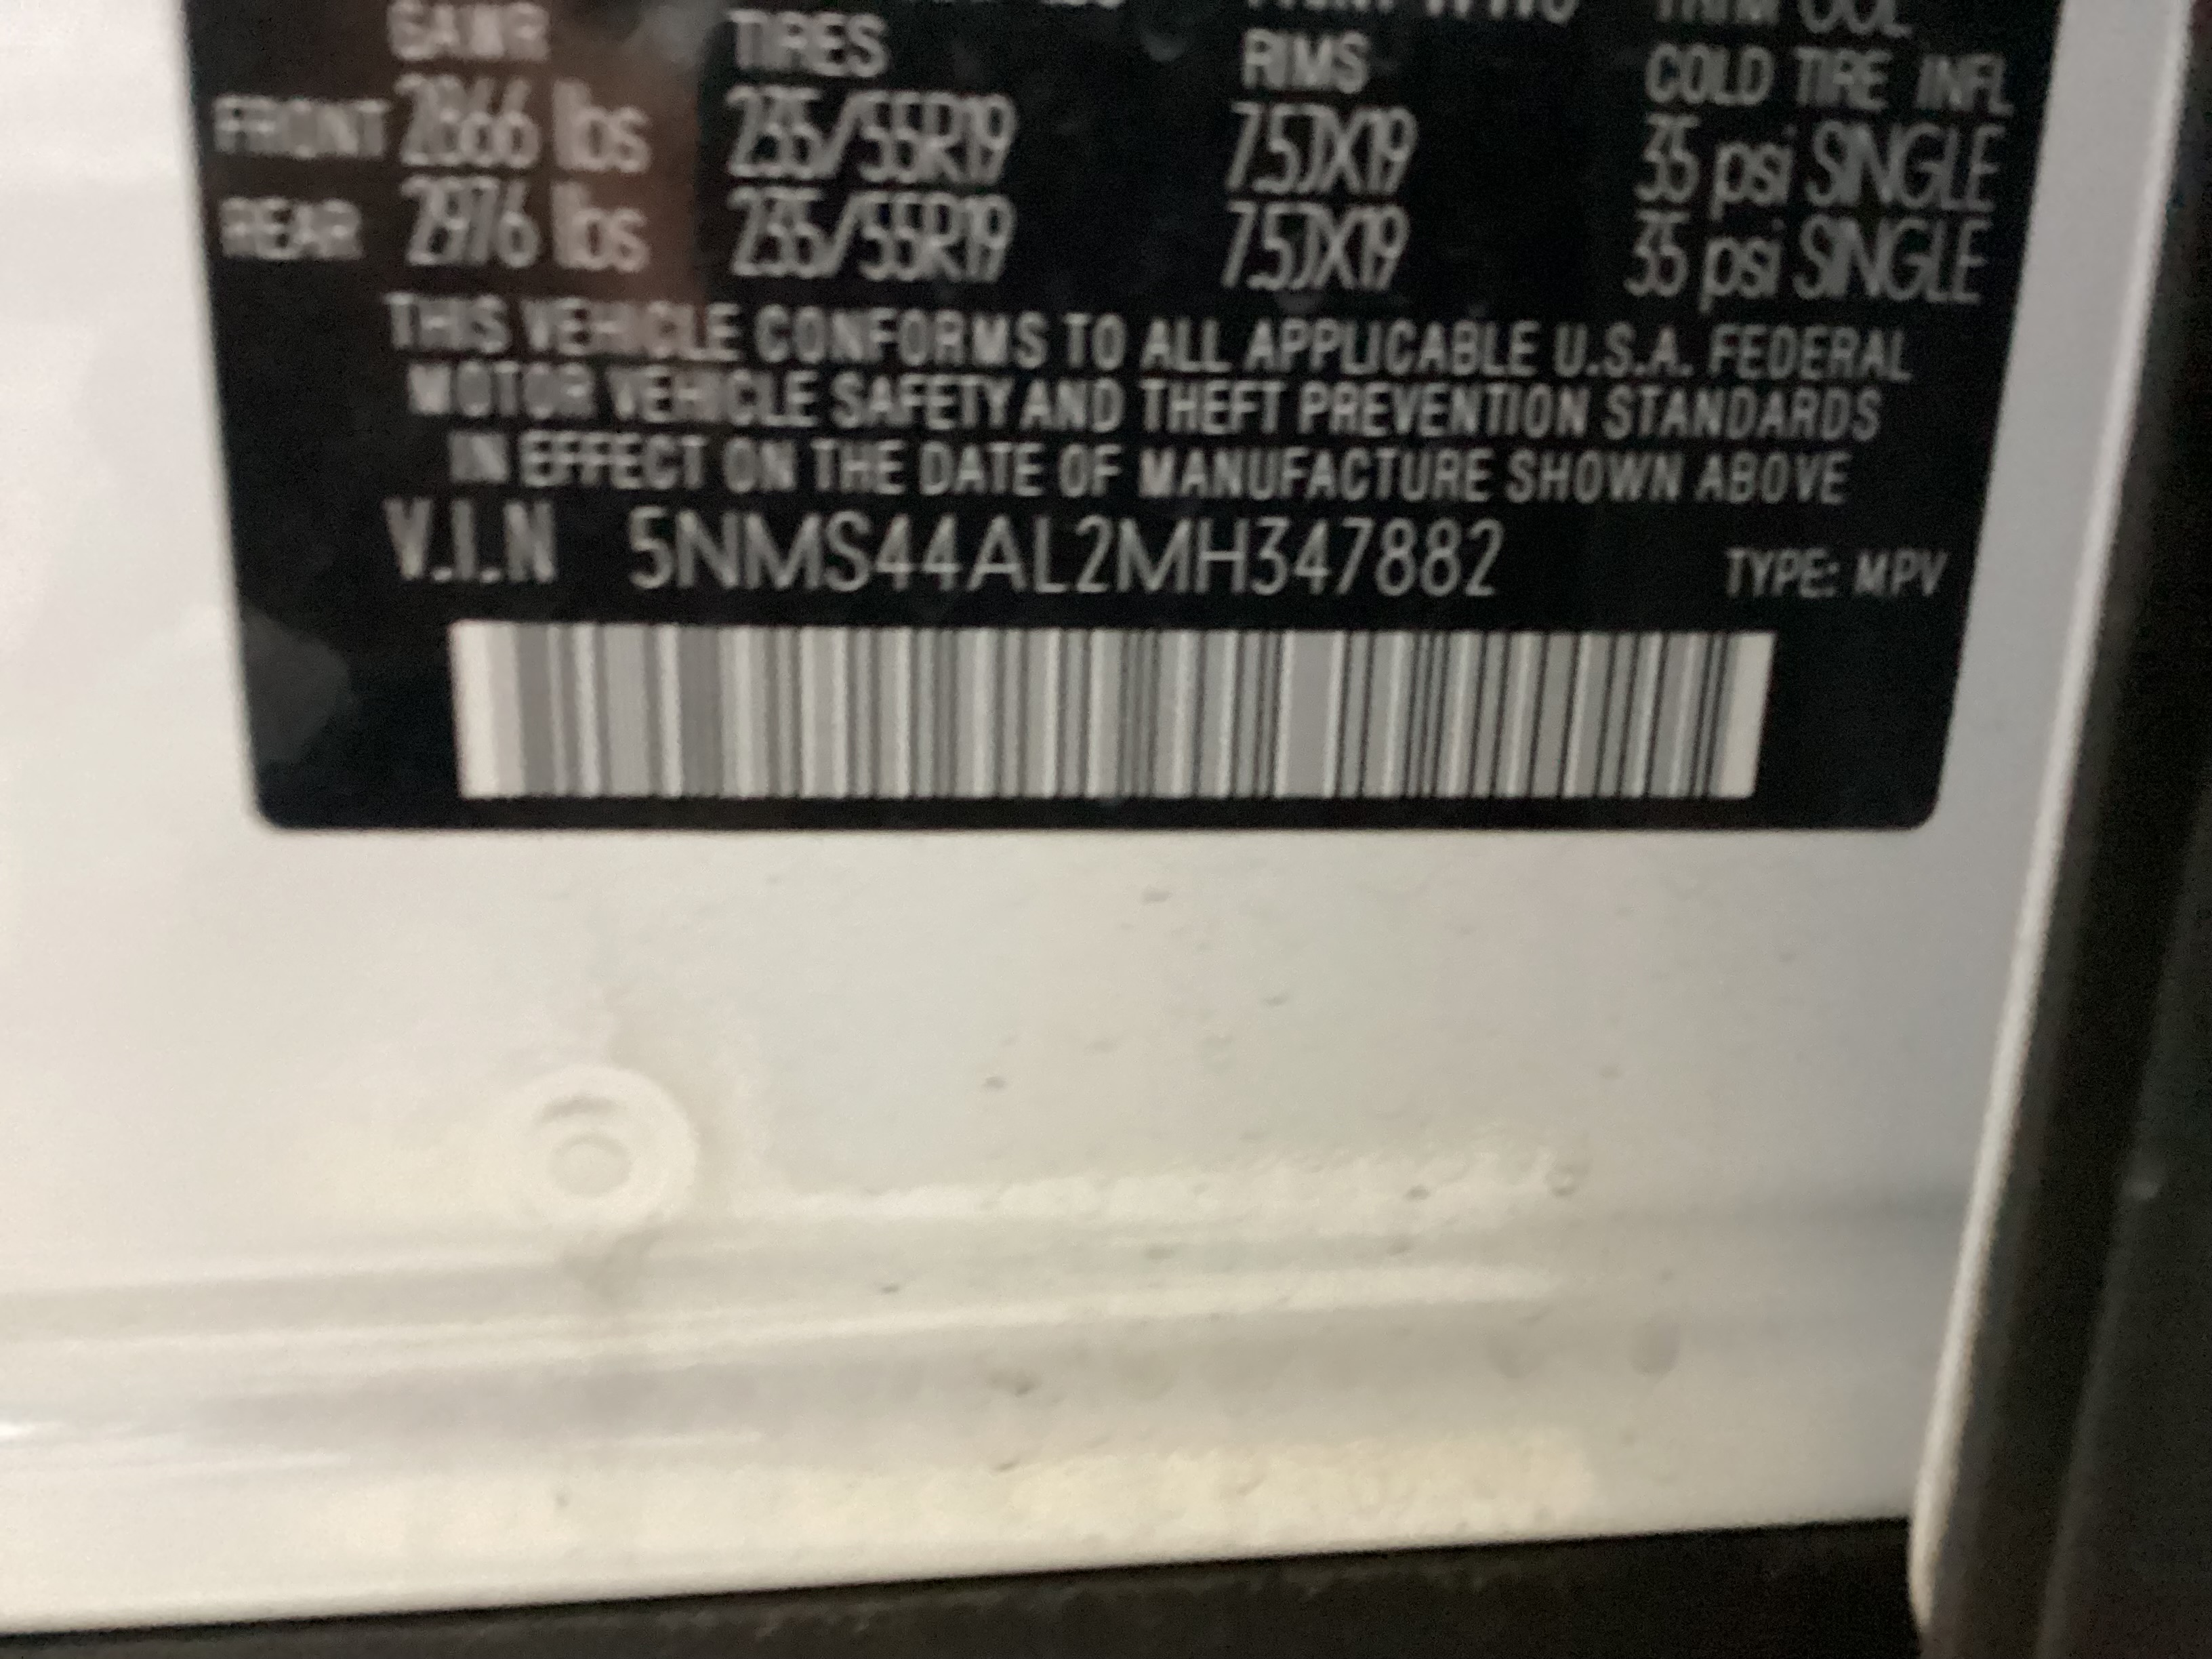 GAWR TIRES RIMS COLD TIRE INFL
FRONT 2866 lbs 235/55R19 7.5JX19 35 psi SINGLE
REAR 2976 lbs 235/55R19 7.5JX19 35 psi SINGLE
THIS VEHICLE CONFORMS TO ALL APPLICABLE U.S.A. FEDERAL
MOTOR VEHICLE SAFETY AND THEFT PREVENTION STANDARDS
IN EFFECT ON THE DATE OF MANUFACTURE SHOWN ABOVE
V.I.N 5NMS44AL2MH347882 TYPE: MPV